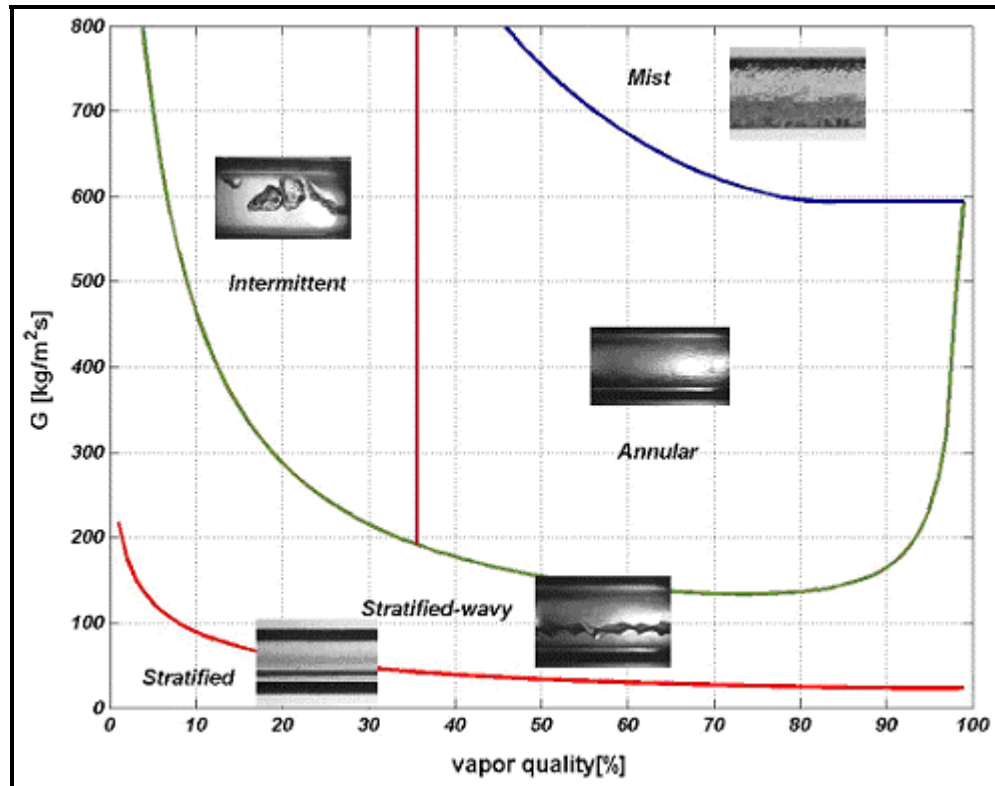 800
700
600
500
400
300
200
100
0
G [kg/m²s]
Mist
Intermittent
Annular
Stratified-wavy
Stratified
0 10 20 30 40 50 60 70 80 90 100
vapor quality[%]